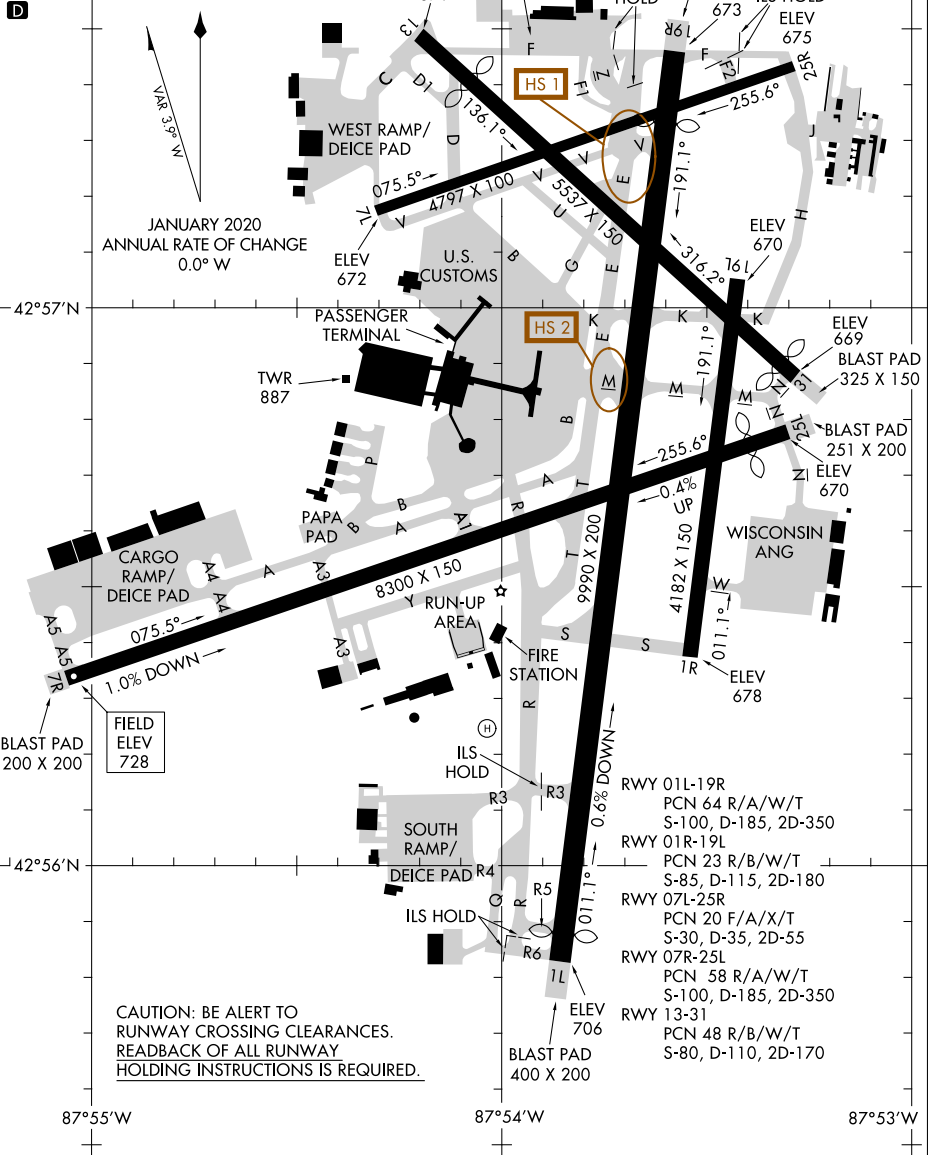 D
HOLD
673
ILS HOLD
ELEV
675
13
19R
F
F
F2
25R
C
D1
F1
Z
HS 1
255.6°
VAR 3.9° W
136.1°
WEST RAMP/
DEICE PAD
D
J
V
V
V
E
191.1°
075.5°
4797 X 100
5537 X 150
7L
V
U
H
JANUARY 2020
ANNUAL RATE OF CHANGE
0.0° W
ELEV
672
U.S.
CUSTOMS
B
G
E
316.2°
ELEV
670
19L
42°57'N
PASSENGER
TERMINAL
HS 2
K
K
K
E
ELEV
669
191.1°
BLAST PAD
325 X 150
TWR
887
M
M
M
N
31
N
B
25L
BLAST PAD
251 X 200
255.6°
0.4%
UP
ELEV
670
P
A
T
N
PAPA
PAD
B
B
A
A1
R
WISCONSIN
ANG
CARGO
RAMP/
DEICE PAD
A4
A4
A
A3
8300 X 150
T
9990 X 200
4182 X 150
W
Y
RUN-UP
AREA
A5
A5
075.5°
A3
S
S
011.1°
FIRE
STATION
1R
7R
1.0% DOWN
ELEV
678
BLAST PAD
200 X 200
FIELD
ELEV
728
R
H
ILS
HOLD
0.6% DOWN
R3
R3
RWY 01L-19R
PCN 64 R/A/W/T
S-100, D-185, 2D-350
SOUTH
RAMP/
DEICE PAD
RWY 01R-19L
PCN 23 R/B/W/T
S-85, D-115, 2D-180
R4
R5
Q
R
011.1°
RWY 07L-25R
PCN 20 F/A/X/T
S-30, D-35, 2D-55
ILS HOLD
R6
RWY 07R-25L
PCN 58 R/A/W/T
S-100, D-185, 2D-350
1L
ELEV
706
RWY 13-31
PCN 48 R/B/W/T
S-80, D-110, 2D-170
CAUTION: BE ALERT TO
RUNWAY CROSSING CLEARANCES.
READBACK OF ALL RUNWAY
HOLDING INSTRUCTIONS IS REQUIRED.
BLAST PAD
400 X 200
42°56'N
87°55'W
87°54'W
87°53'W